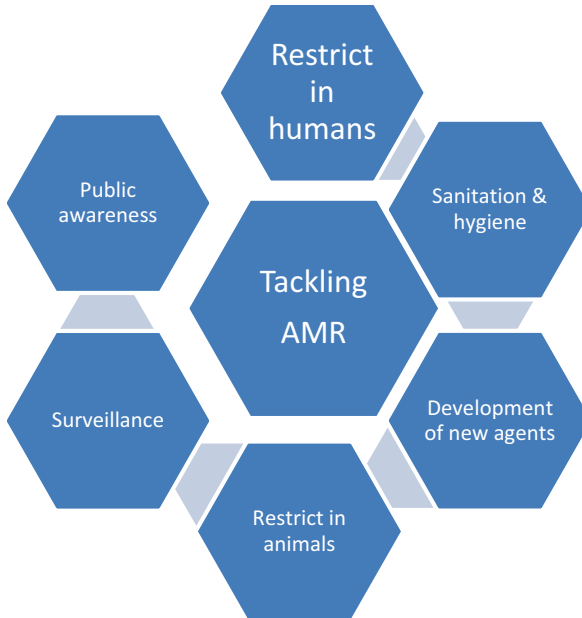 Restrict
in
humans
Public
awareness
Sanitation &
hygiene
Tackling
AMR
Surveillance
Development
of new agents
Restrict in
animals